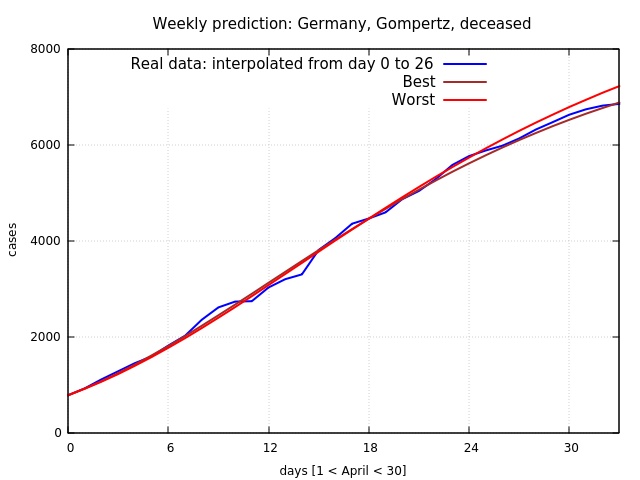 Weekly prediction: Germany, Gompertz, deceased
8000
6000
4000
2000
0
cases
Real data: interpolated from day 0 to 26
Best
Worst
0 6 12 18 24 30
days [1 < April < 30]